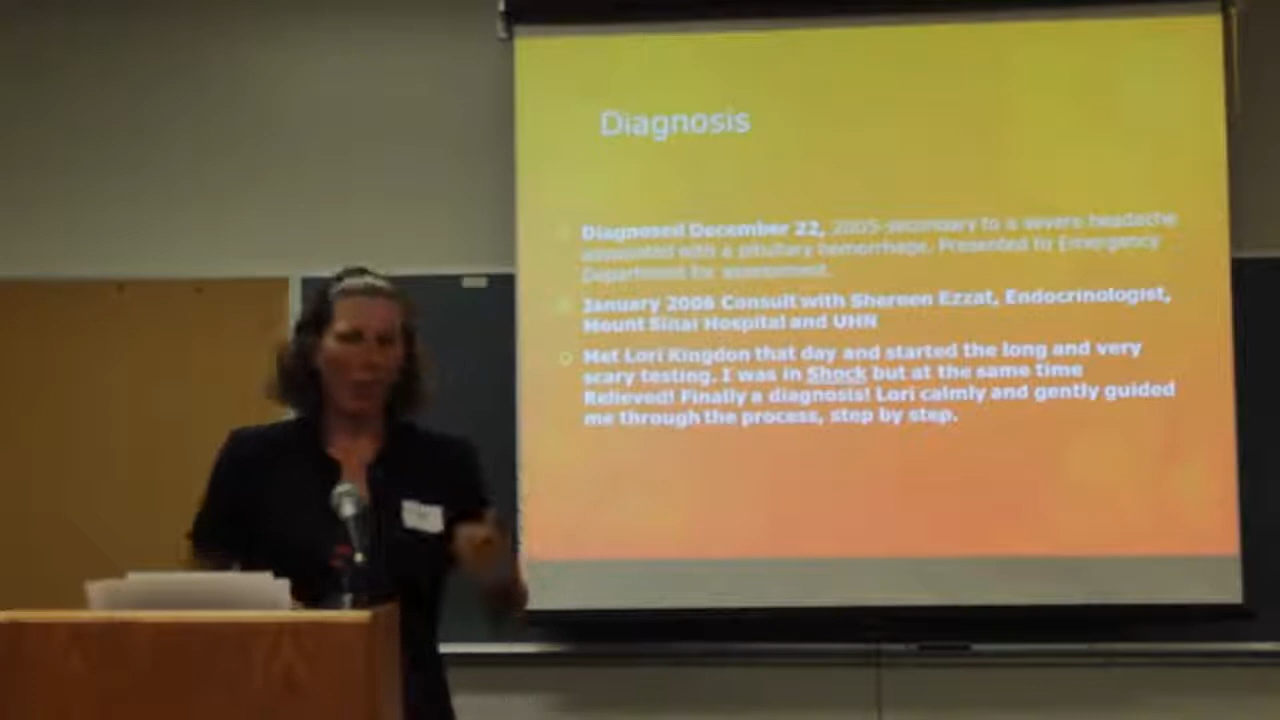 Diagnosis
Diagnosed December 22, 2005-secondary to a severe headache
associated with a pituitary hemorrhage. Presented to Emergency
Department for assessment.
January 2006 Consult with Shereen Ezzat, Endocrinologist,
Mount Sinai Hospital and UHN
Met Lori Kingdon that day and started the long and very
scary testing. I was in Shock but at the same time
Relieved! Finally a diagnosis! Lori calmly and gently guided
me through the process, step by step.